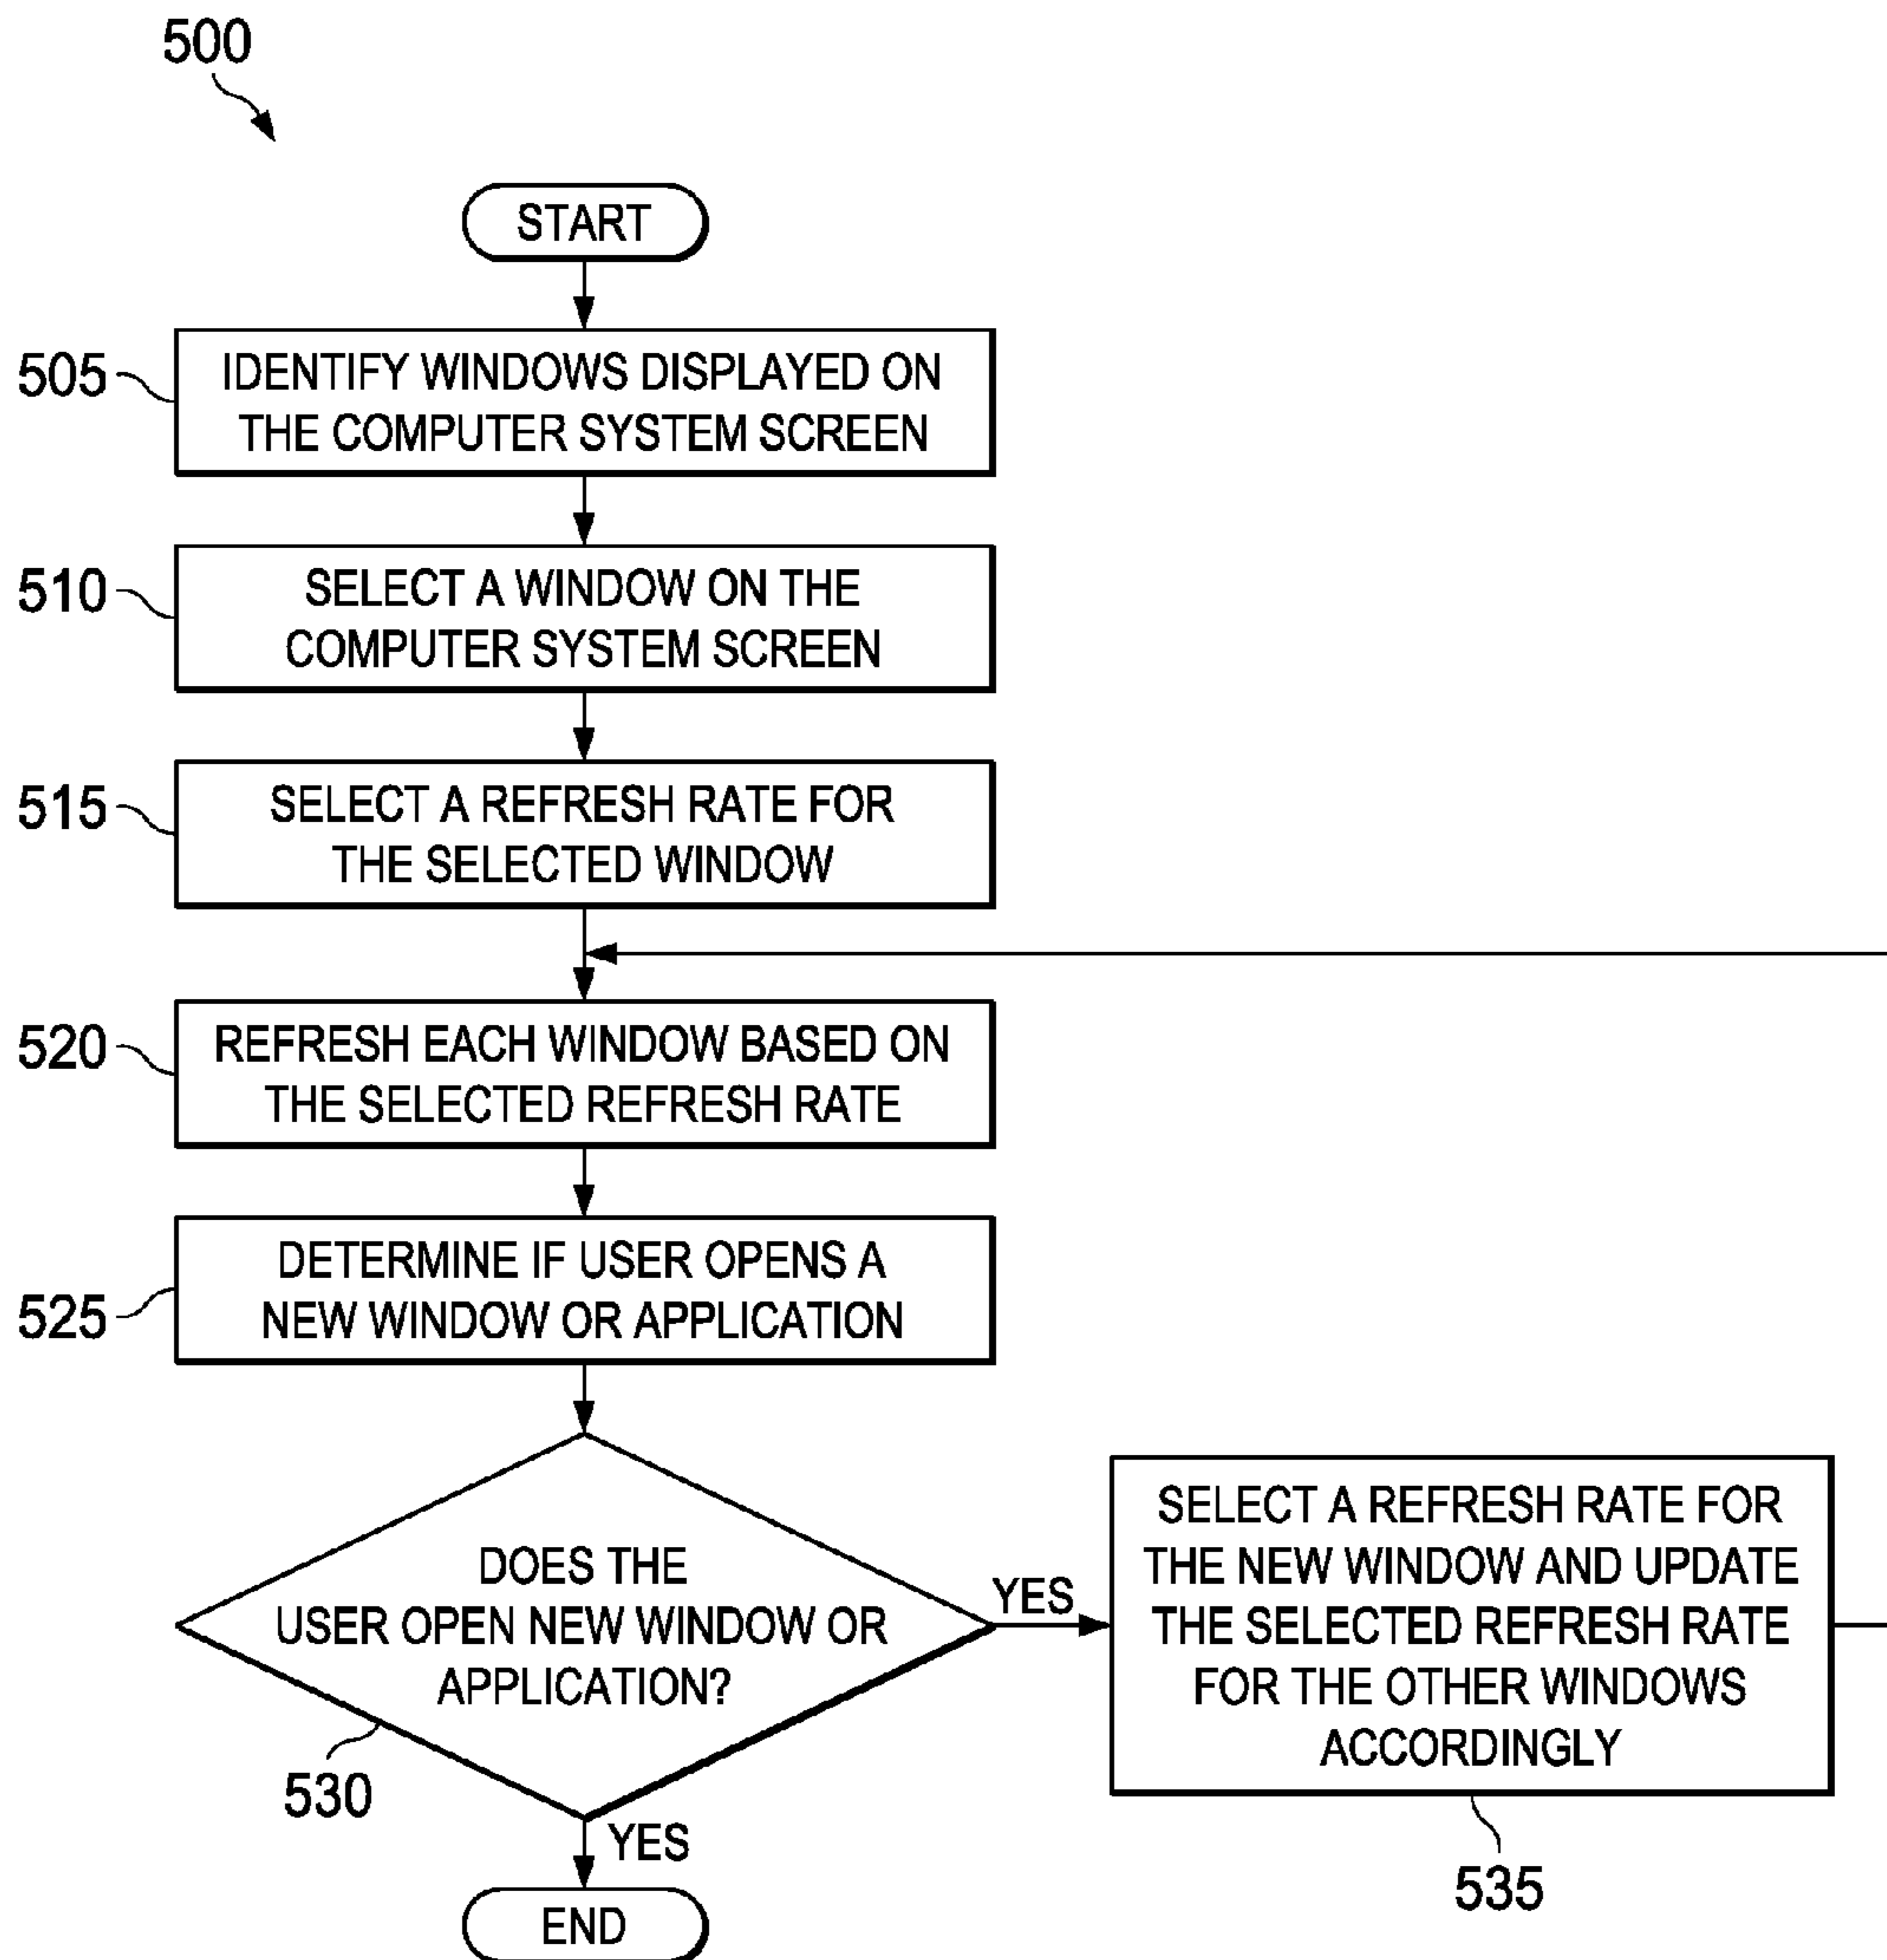 500
START
505
IDENTIFY WINDOWS DISPLAYED ON
THE COMPUTER SYSTEM SCREEN
510
SELECT A WINDOW ON THE
COMPUTER SYSTEM SCREEN
515
SELECT A REFRESH RATE FOR
THE SELECTED WINDOW
520
REFRESH EACH WINDOW BASED ON
THE SELECTED REFRESH RATE
525
DETERMINE IF USER OPENS A
NEW WINDOW OR APPLICATION
DOES THE
USER OPEN NEW WINDOW OR
APPLICATION?
530
YES
SELECT A REFRESH RATE FOR
THE NEW WINDOW AND UPDATE
THE SELECTED REFRESH RATE
FOR THE OTHER WINDOWS
ACCORDINGLY
535
YES
END